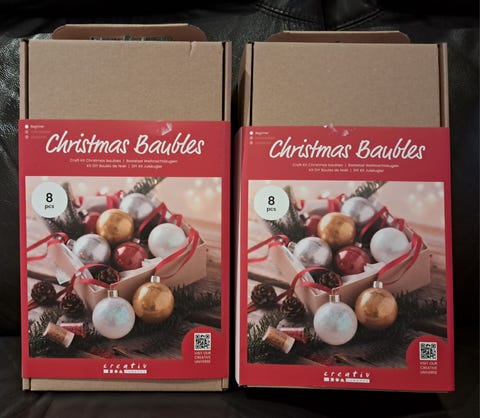 Beginner
Christmas Baubles
Craft Kit Christmas baubles | Bastelset Weihnachtskugeln
Kit DIY Boules de Noël | DIY Kit Julekugler
8
pcs
VISIT OUR
CREATIVE
UNIVERSE
creativ
Christmas Baubles
Craft Kit Christmas baubles | Bastelset Weihnachtskugeln
Kit DIY Boules de Noël | DIY Kit Julekugler
8
pcs
VISIT OUR
CREATIVE
UNIVERSE
creativ